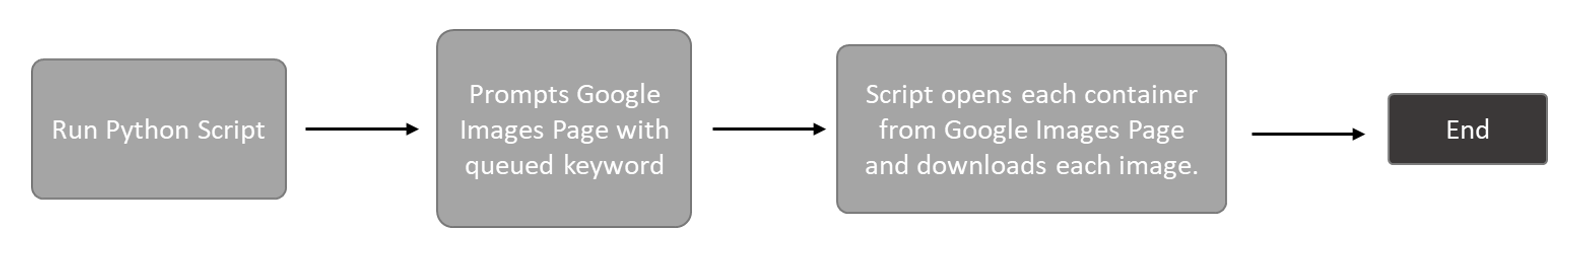 Run Python Script
Prompts Google
Images Page with
queued keyword
Script opens each container
from Google Images Page
and downloads each image.
End